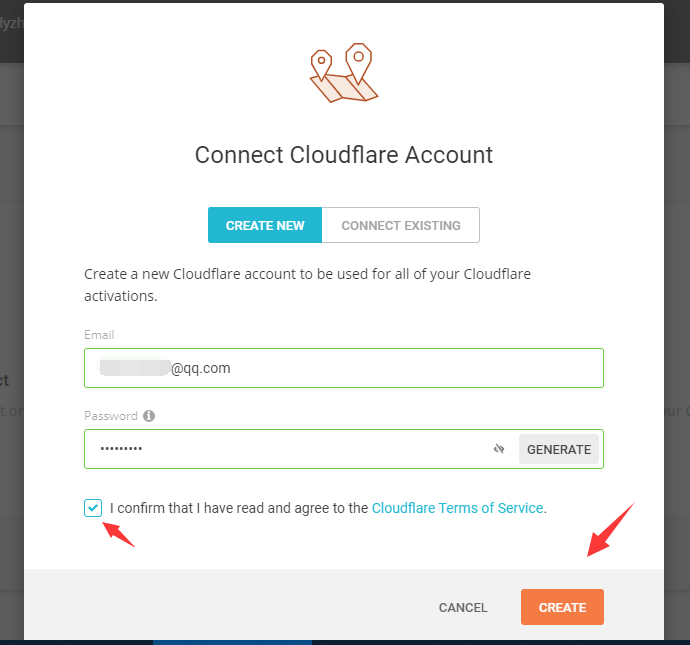 lyzh
Connect Cloudflare Account
CREATE NEW
CONNECT EXISTING
Create a new Cloudflare account to be used for all of your Cloudflare
activations.
Email
@qq.com
ct
Password
t or
•••••••••
GENERATE
I confirm that I have read and agree to the Cloudflare Terms of Service.
CANCEL
CREATE